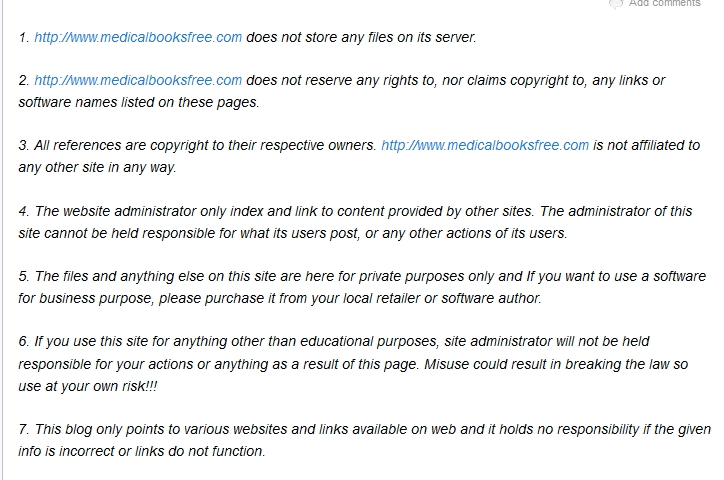 Add comments
1. http://www.medicalbooksfree.com does not store any files on its server.
2. http://www.medicalbooksfree.com does not reserve any rights to, nor claims copyright to, any links or
software names listed on these pages.
3. All references are copyright to their respective owners. http://www.medicalbooksfree.com is not affiliated to
any other site in any way.
4. The website administrator only index and link to content provided by other sites. The administrator of this
site cannot be held responsible for what its users post, or any other actions of its users.
5. The files and anything else on this site are here for private purposes only and If you want to use a software
for business purpose, please purchase it from your local retailer or software author.
6. If you use this site for anything other than educational purposes, site administrator will not be held
responsible for your actions or anything as a result of this page. Misuse could result in breaking the law so
use at your own risk!!!
7. This blog only points to various websites and links available on web and it holds no responsibility if the given
info is incorrect or links do not function.